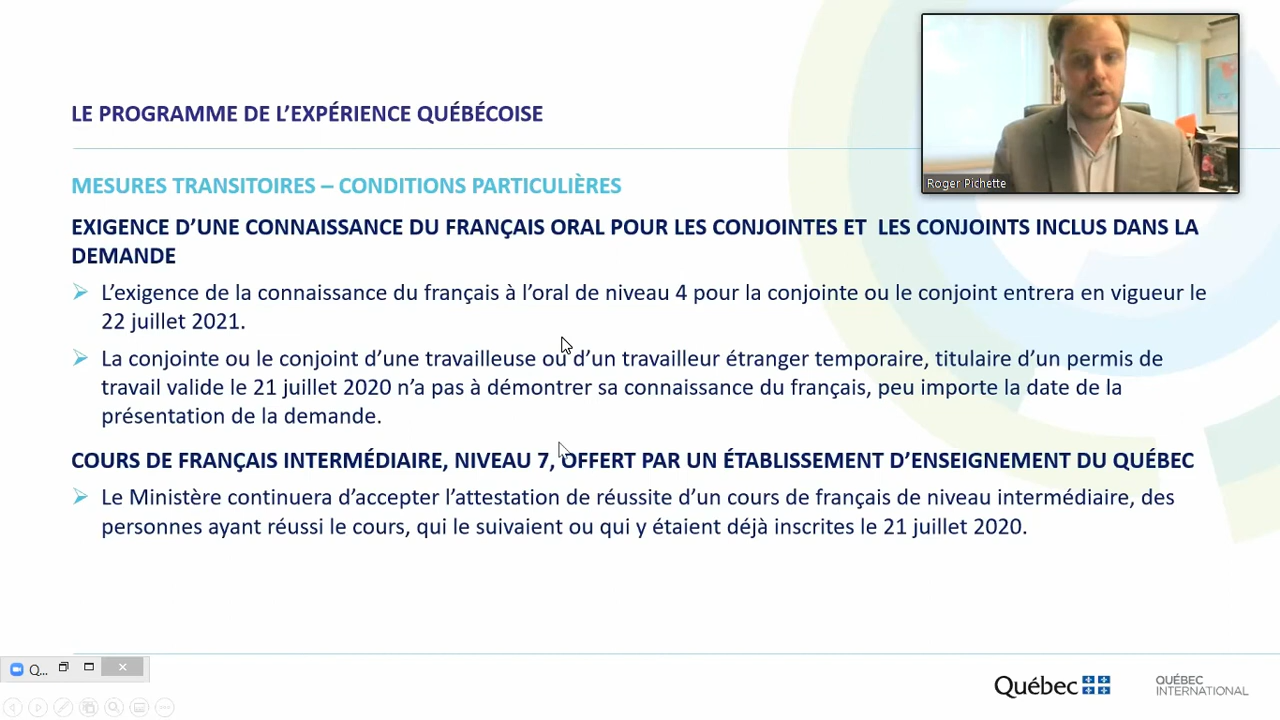 LE PROGRAMME DE L’EXPÉRIENCE QUÉBÉCOISE
Roger Pichette
MESURES TRANSITOIRES – CONDITIONS PARTICULIÈRES
EXIGENCE D’UNE CONNAISSANCE DU FRANÇAIS ORAL POUR LES CONJOINTES ET LES CONJOINTS INCLUS DANS LA
DEMANDE
L’exigence de la connaissance du français à l’oral de niveau 4 pour la conjointe ou le conjoint entrera en vigueur le
22 juillet 2021.
La conjointe ou le conjoint d’une travailleuse ou d’un travailleur étranger temporaire, titulaire d’un permis de
travail valide le 21 juillet 2020 n’a pas à démontrer sa connaissance du français, peu importe la date de la
présentation de la demande.
COURS DE FRANÇAIS INTERMÉDIAIRE, NIVEAU 7, OFFERT PAR UN ÉTABLISSEMENT D’ENSEIGNEMENT DU QUÉBEC
Le Ministère continuera d’accepter l’attestation de réussite d’un cours de français de niveau intermédiaire, des
personnes ayant réussi le cours, qui le suivaient ou qui y étaient déjà inscrites le 21 juillet 2020.
Q...
Québec
QUÉBEC
INTERNATIONAL